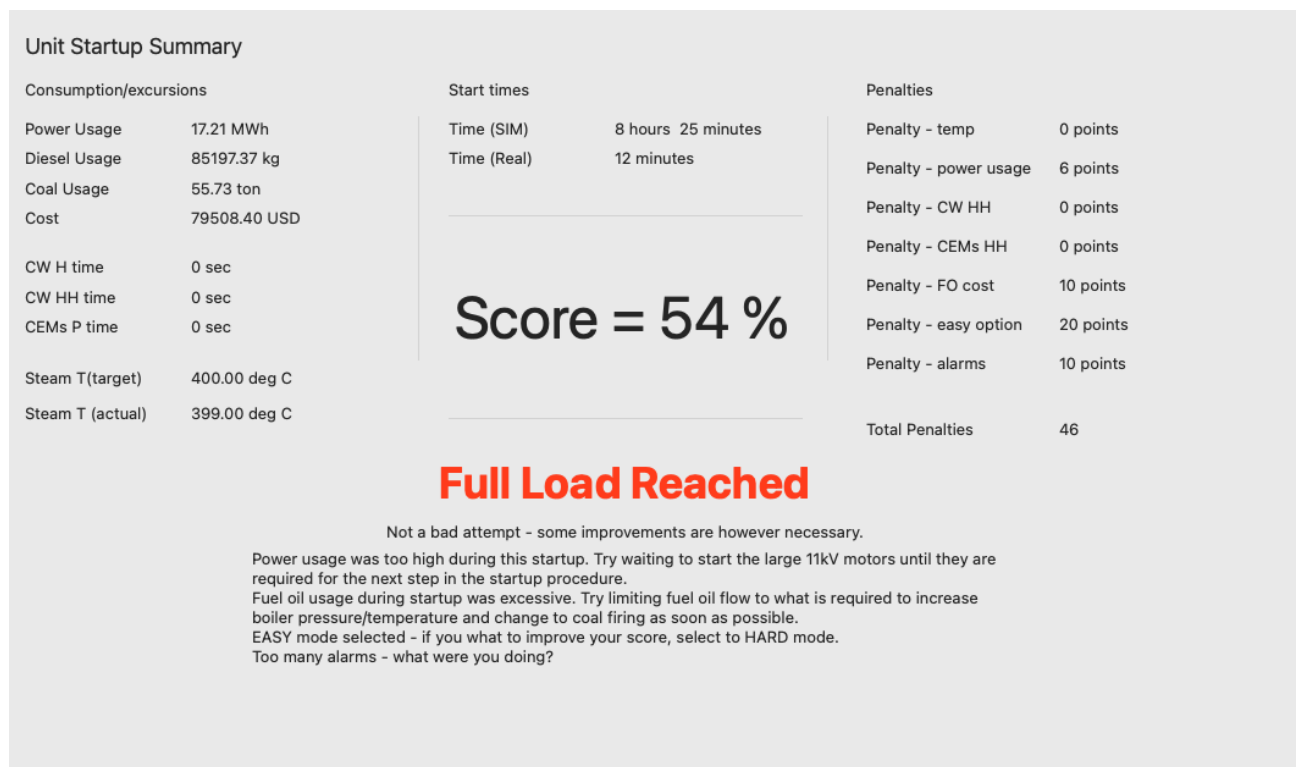 Unit Startup Summary
Consumption/excursions
Power Usage 17.21 MWh
Diesel Usage 85197.37 kg
Coal Usage 55.73 ton
Cost 79508.40 USD
CW H time 0 sec
CW HH time 0 sec
CEMs P time 0 sec
Steam T(target) 400.00 deg C
Steam T (actual) 399.00 deg C
Start times
Time (SIM) 8 hours 25 minutes
Time (Real) 12 minutes
Score = 54 %
Penalties
Penalty - temp 0 points
Penalty - power usage 6 points
Penalty - CW HH 0 points
Penalty - CEMs HH 0 points
Penalty - FO cost 10 points
Penalty - easy option 20 points
Penalty - alarms 10 points
Total Penalties 46
Full Load Reached
Not a bad attempt - some improvements are however necessary.
Power usage was too high during this startup. Try waiting to start the large 11kV motors until they are
required for the next step in the startup procedure.
Fuel oil usage during startup was excessive. Try limiting fuel oil flow to what is required to increase
boiler pressure/temperature and change to coal firing as soon as possible.
EASY mode selected - if you what to improve your score, select to HARD mode.
Too many alarms - what were you doing?